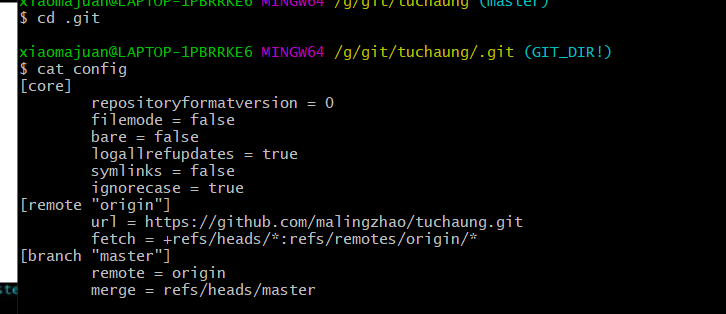 xiaomajuan@LAPTOP-1PBRRKE6 MINGW64 /g/git/tuchaung (master)
$ cd .git
xiaomajuan@LAPTOP-1PBRRKE6 MINGW64 /g/git/tuchaung/.git (GIT_DIR!)
$ cat config
[core]
        repositoryformatversion = 0
        filemode = false
        bare = false
        logallrefupdates = true
        symlinks = false
        ignorecase = true
[remote "origin"]
        url = https://github.com/malingzhao/tuchaung.git
        fetch = +refs/heads/*:refs/remotes/origin/*
[branch "master"]
        remote = origin
        merge = refs/heads/master